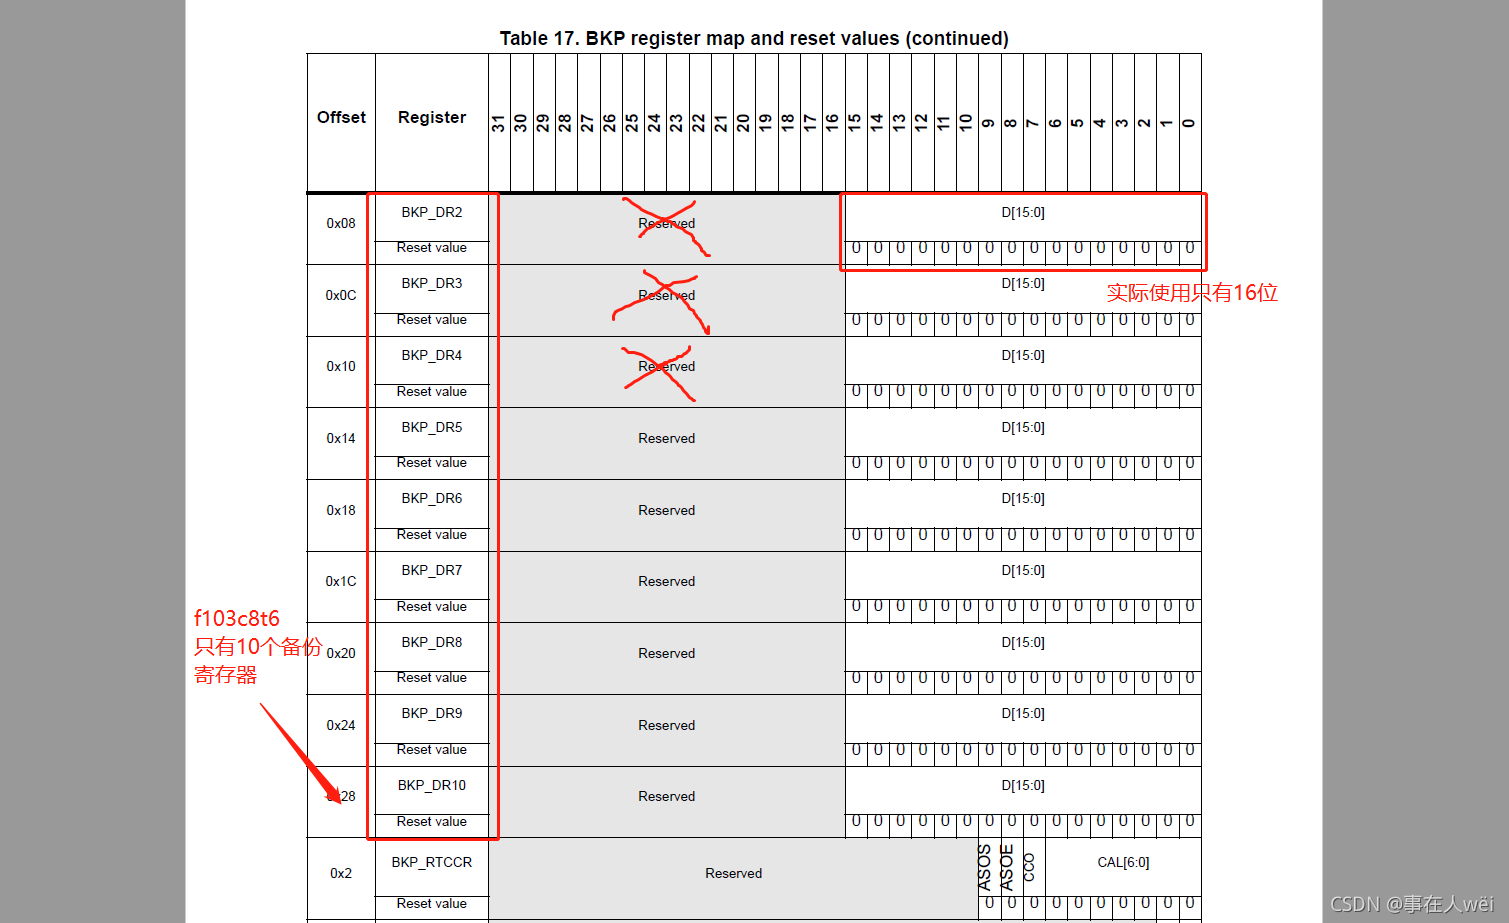 Table 17. BKP register map and reset values (continued)
Offset Register 31 30 29 28 27 26 25 24 23 22 21 20 19 18 17 16 15 14 13 12 11 10 9 8 7 6 5 4 3 2 1 0
0x08 BKP_DR2 Reserved D[15:0]
Reset value 0 0 0 0 0 0 0 0 0 0 0 0 0 0 0 0
实际使用只有16位
0x0C BKP_DR3 Reserved D[15:0]
Reset value 0 0 0 0 0 0 0 0 0 0 0 0 0 0 0 0
0x10 BKP_DR4 Reserved D[15:0]
Reset value 0 0 0 0 0 0 0 0 0 0 0 0 0 0 0 0
0x14 BKP_DR5 Reserved D[15:0]
Reset value 0 0 0 0 0 0 0 0 0 0 0 0 0 0 0 0
0x18 BKP_DR6 Reserved D[15:0]
Reset value 0 0 0 0 0 0 0 0 0 0 0 0 0 0 0 0
0x1C BKP_DR7 Reserved D[15:0]
Reset value 0 0 0 0 0 0 0 0 0 0 0 0 0 0 0 0
f103c8t6
只有10个备份
寄存器
0x20 BKP_DR8 Reserved D[15:0]
Reset value 0 0 0 0 0 0 0 0 0 0 0 0 0 0 0 0
0x24 BKP_DR9 Reserved D[15:0]
Reset value 0 0 0 0 0 0 0 0 0 0 0 0 0 0 0 0
0x28 BKP_DR10 Reserved D[15:0]
Reset value 0 0 0 0 0 0 0 0 0 0 0 0 0 0 0 0
0x2 BKP_RTCCR Reserved ASOS ASOE CCO CAL[6:0]
Reset value 0 0 0 0 0 0 0 0 0 0
CSDN @事在人wëi